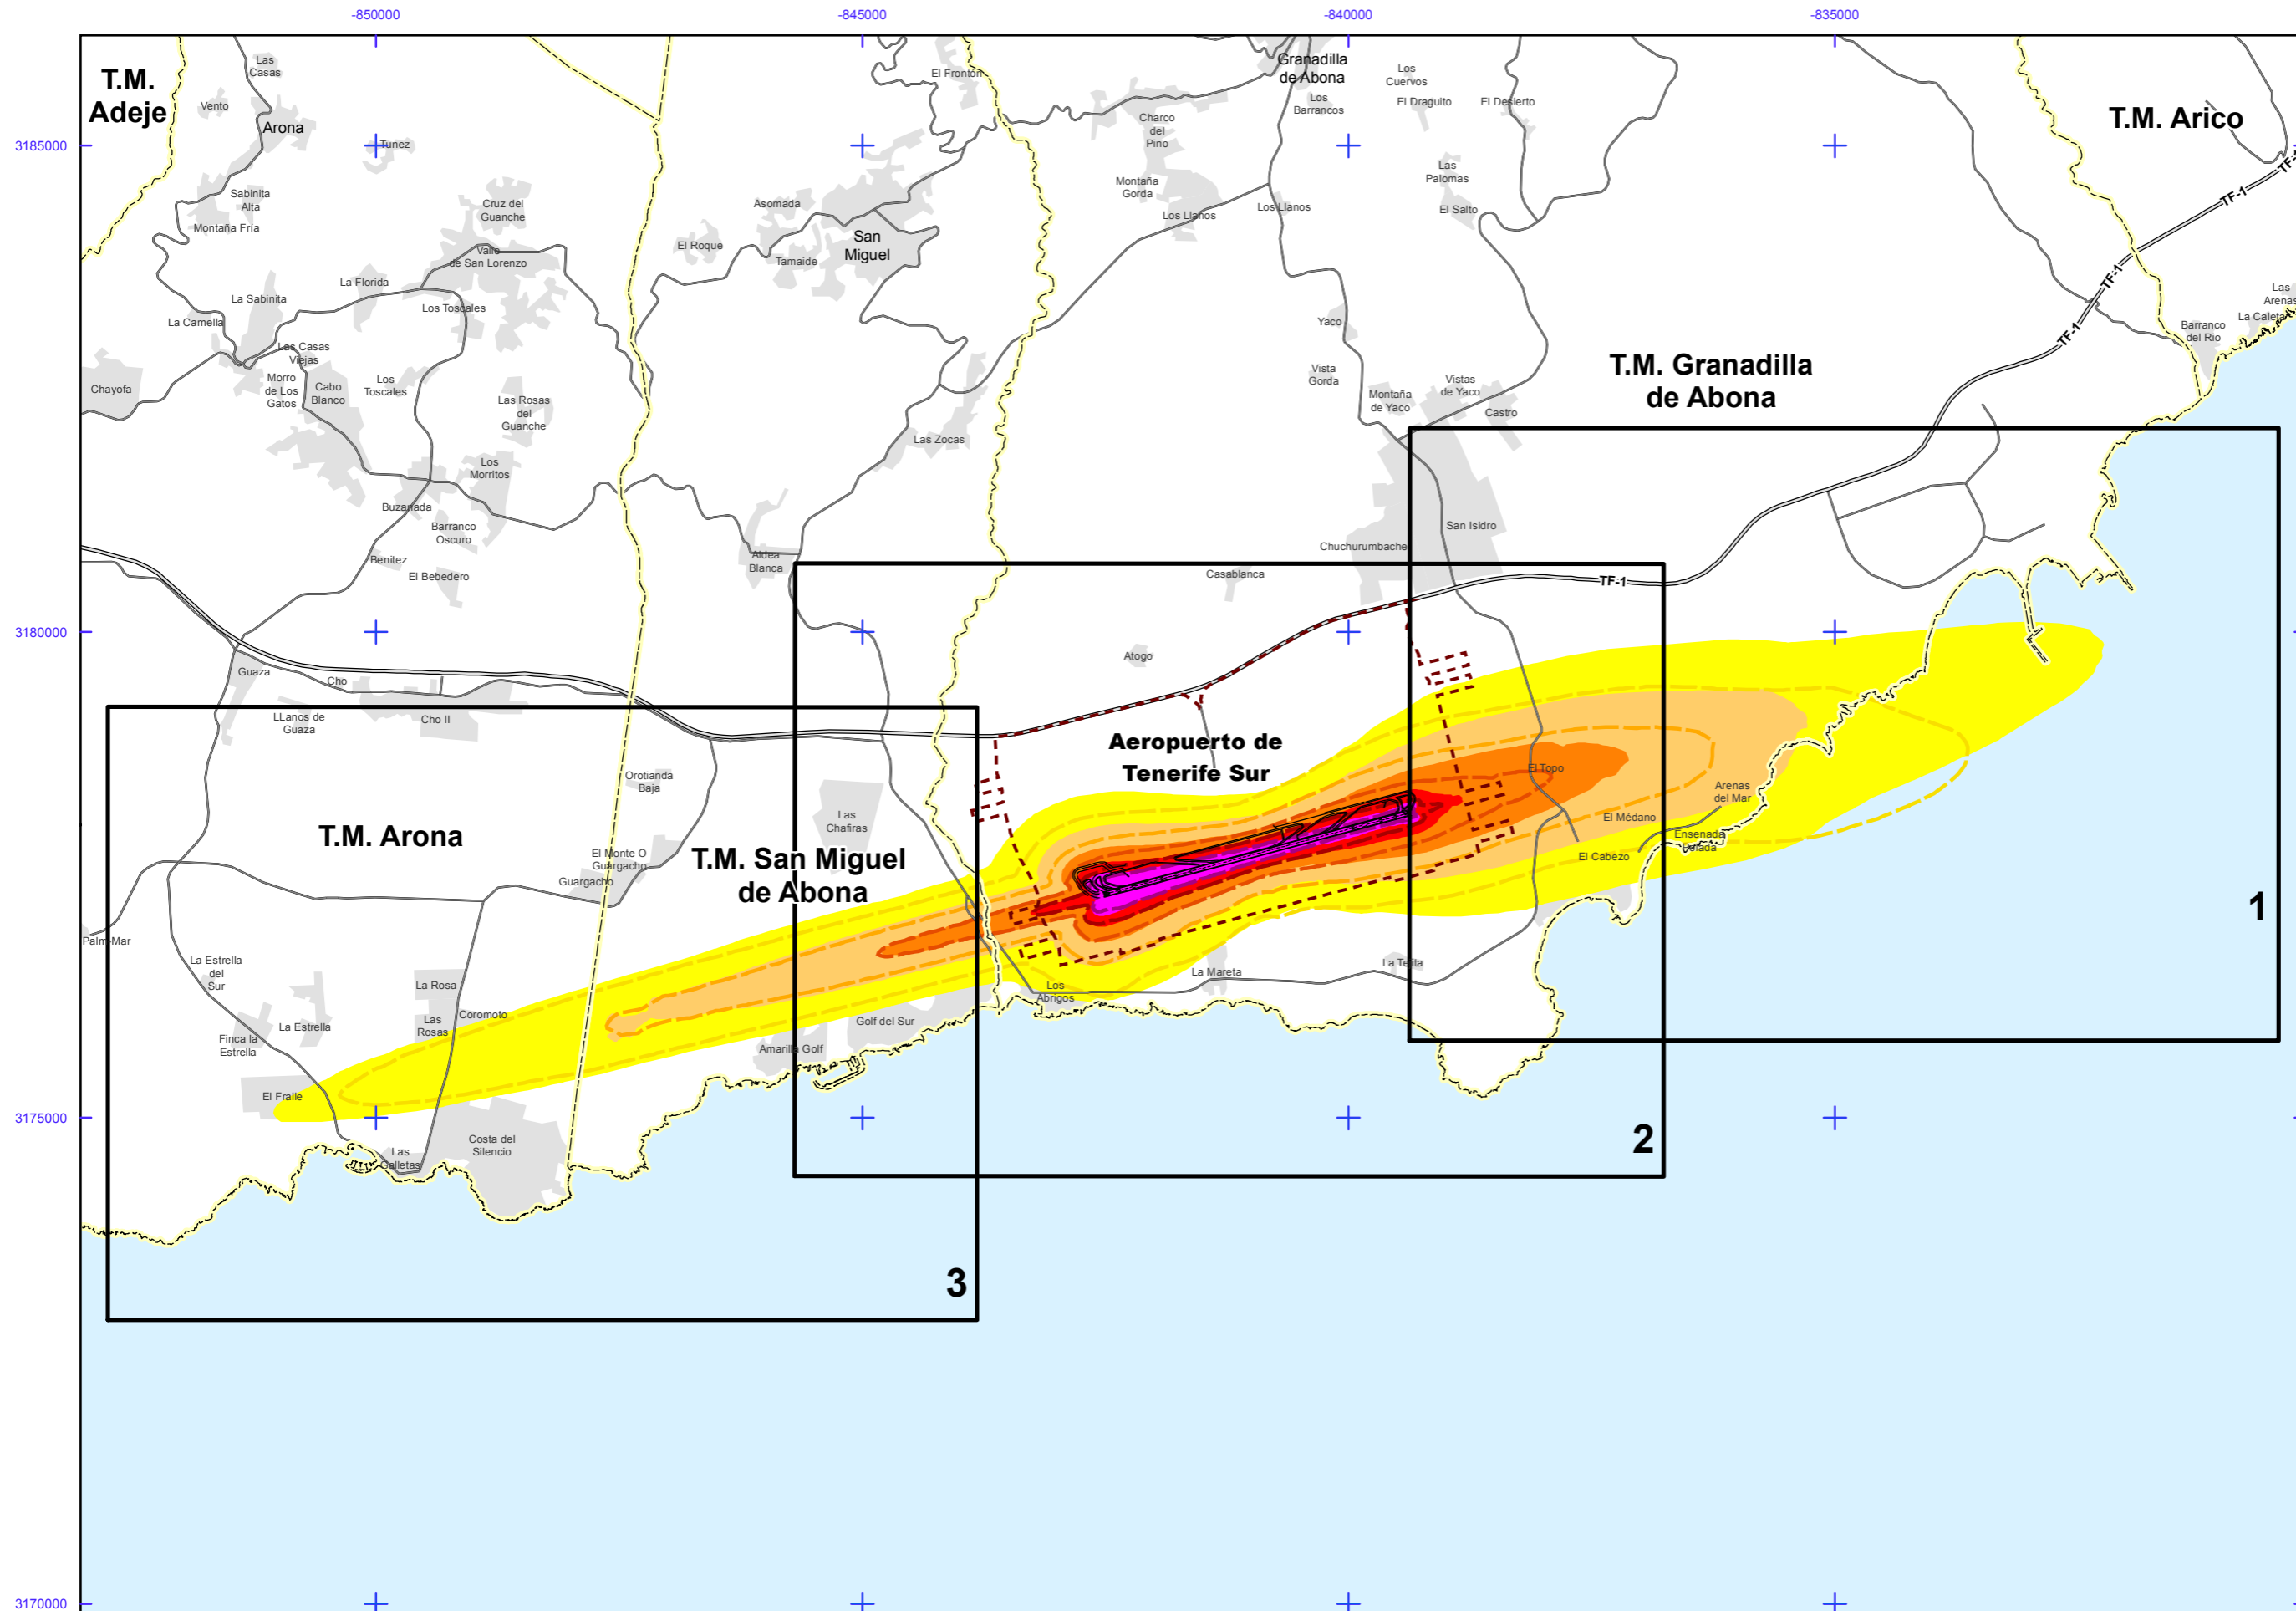 -850000
-845000
-840000
-835000
3185000
3180000
3175000
3170000
T.M.
Adeje
Las
Casas
Vento
Arona
Tunez
Sabinita
Alta
Montaña Fría
Cruz del
Guanche
Valle
de San Lorenzo
La Florida
Los Toscales
La Sabinita
La Camella
Las Casas
Viejas
Morro
de Los
Gatos
Cabo
Blanco
Los
Toscales
Chayofa
Las Rosas
del
Guanche
Los
Morritos
Buzanada
Barranco
Oscuro
Benitez
El Bebedero
El Frontón
Asomada
El Roque
Tamaide
San
Miguel
Las Zocas
Aldea
Blanca
Granadilla
de Abona
Los
Barrancos
Los
Cuervos
El Draguito
El Desierto
Charco
del
Pino
Montaña
Gorda
Los Llanos
Los Llanos
Las
Palomas
El Salto
Yaco
Vista
Gorda
Montaña
de Yaco
Vistas
de Yaco
Castro
T.M. Granadilla
de Abona
T.M. Arico
TF-1
TF-1
TF-1
TF-1
TF-
Las
Arenas
La Caleta
Barranco
del Rio
San Isidro
Chuchurumbache
Casablanca
TF-1
Atogo
Guaza
Cho
LLanos de
Guaza
Cho II
Orotianda
Baja
T.M. Arona
El Monte O
Guargacho
Guargacho
T.M. San Miguel
de Abona
Las
Chafiras
Aeropuerto de
Tenerife Sur
El Topo
Arenas
del Mar
El Médano
Ensenada
Pelada
El Cabezo
1
Palm-Mar
La Estrella
del
Sur
La Rosa
Las
Rosas
Coromoto
La Estrella
Finca la
Estrella
El Fraile
Las
Galletas
Costa del
Silencio
Amarilla Golf
Golf del Sur
Los
Abrigos
La Mareta
La Tejita
2
3